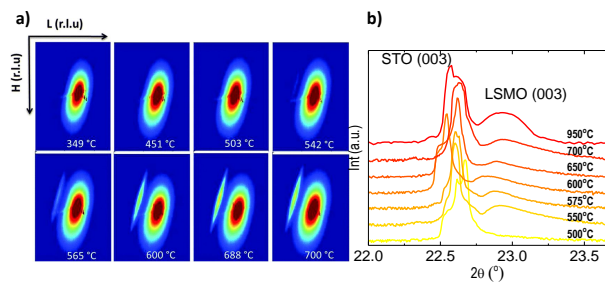 a)
L (r.l.u)
H (r.l.u)
349 °C
451 °C
503 °C
542 °C
565 °C
600 °C
688 °C
700 °C
b)
STO (003)
LSMO (003)
950°C
700°C
650°C
600°C
575°C
550°C
500°C
Int (a.u.)
22.0
22.5
23.0
23.5
2θ (°)